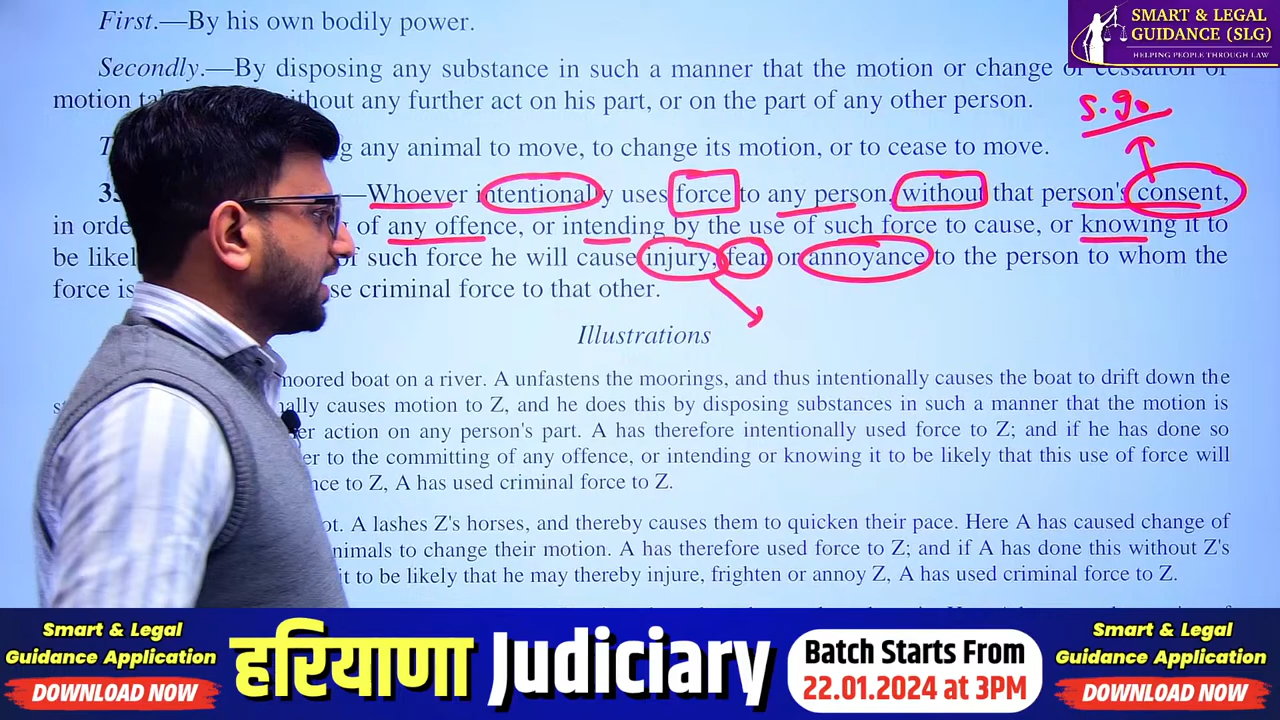 First.—By his own bodily power.
SMART & LEGAL
GUIDANCE (SLG)
HELPING PEOPLE THROUGH LAW
Secondly.—By disposing any substance in such a manner that the motion or change or cessation of
motion without any further act on his part, or on the part of any other person.
S.90
any animal to move, to change its motion, or to cease to move.
—Whoever intentionally uses force to any person, without that person's consent,
in of any offence, or intending by the use of such force to cause, or knowing it to
be of such force he will cause injury, fear or annoyance to the person to whom the
force is criminal force to that other.
Illustrations
moored boat on a river. A unfastens the moorings, and thus intentionally causes the boat to drift down the
causes motion to Z, and he does this by disposing substances in such a manner that the motion is
action on any person's part. A has therefore intentionally used force to Z; and if he has done so
to the committing of any offence, or intending or knowing it to be likely that this use of force will
to Z, A has used criminal force to Z.
A lashes Z's horses, and thereby causes them to quicken their pace. Here A has caused change of
to change their motion. A has therefore used force to Z; and if A has done this without Z's
it to be likely that he may thereby injure, frighten or annoy Z, A has used criminal force to Z.
Smart & Legal
Guidance Application
DOWNLOAD NOW
हरियाणा Judiciary
Batch Starts From
22.01.2024 at 3PM
Smart & Legal
Guidance Application
DOWNLOAD NOW